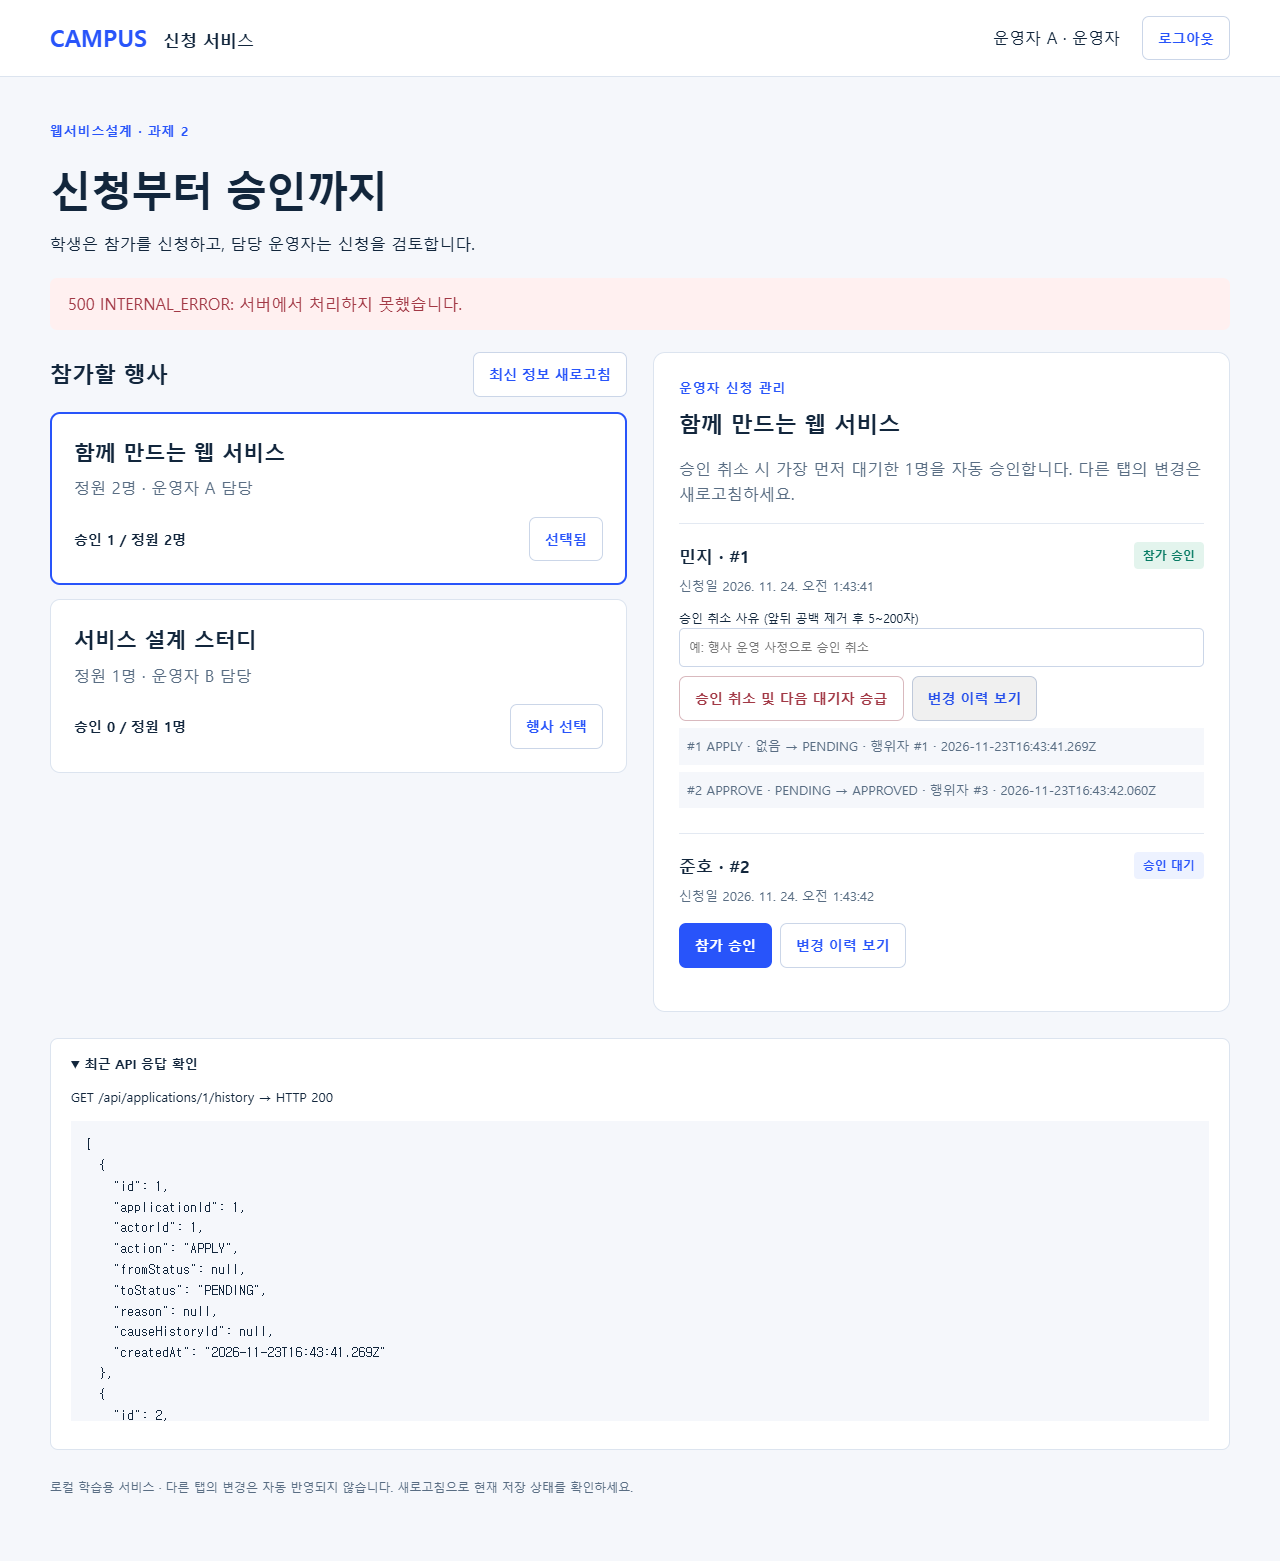 CAMPUS 신청 서비스
운영자 A · 운영자
로그아웃
웹서비스설계 · 과제 2
신청부터 승인까지
학생은 참가를 신청하고, 담당 운영자는 신청을 검토합니다.
500 INTERNAL_ERROR: 서버에서 처리하지 못했습니다.
참가할 행사
최신 정보 새로고침
함께 만드는 웹 서비스
정원 2명 · 운영자 A 담당
승인 1 / 정원 2명
선택됨
서비스 설계 스터디
정원 1명 · 운영자 B 담당
승인 0 / 정원 1명
행사 선택
운영자 신청 관리
함께 만드는 웹 서비스
승인 취소 시 가장 먼저 대기한 1명을 자동 승인합니다. 다른 탭의 변경은
새로고침하세요.
민지 · #1
참가 승인
신청일 2026. 11. 24. 오전 1:43:41
승인 취소 사유 (앞뒤 공백 제거 후 5~200자)
예: 행사 운영 사정으로 승인 취소
승인 취소 및 다음 대기자 승급
변경 이력 보기
#1 APPLY · 없음 → PENDING · 행위자 #1 · 2026-11-23T16:43:41.269Z
#2 APPROVE · PENDING → APPROVED · 행위자 #3 · 2026-11-23T16:43:42.060Z
준호 · #2
승인 대기
신청일 2026. 11. 24. 오전 1:43:42
참가 승인
변경 이력 보기
▼ 최근 API 응답 확인
GET /api/applications/1/history → HTTP 200
[
{
"id": 1,
"applicationId": 1,
"actorId": 1,
"action": "APPLY",
"fromStatus": null,
"toStatus": "PENDING",
"reason": null,
"causeHistoryId": null,
"createdAt": "2026-11-23T16:43:41.269Z"
},
{
"id": 2,
로컬 학습용 서비스 · 다른 탭의 변경은 자동 반영되지 않습니다. 새로고침으로 현재 저장 상태를 확인하세요.